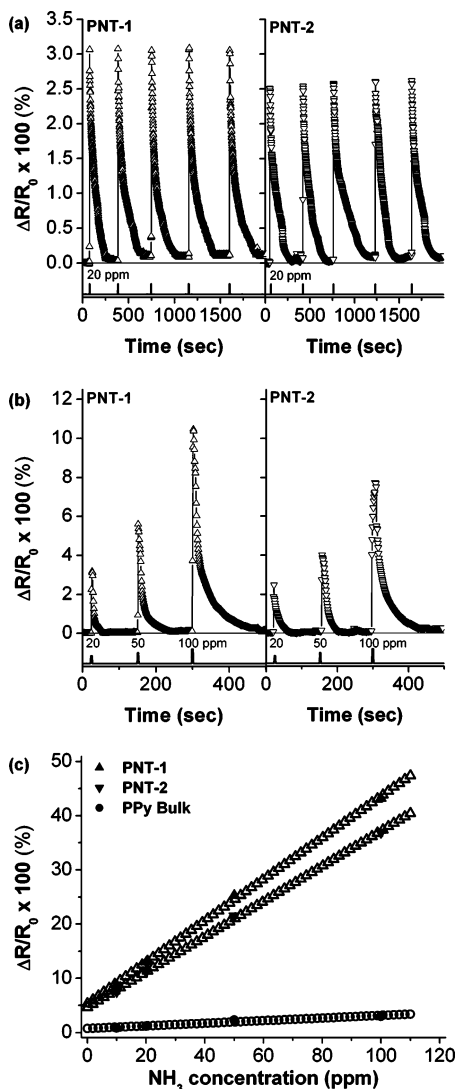 (a)
PNT-1 PNT-2
3.5
3.0
2.5
2.0
1.5
1.0
0.5
0.0
ΔR/R₀ x 100 (%)
20 ppm 20 ppm
0 500 1000 1500 0 500 1000 1500
Time (sec) Time (sec)
(b)
PNT-1 PNT-2
12
10
8
6
4
2
0
ΔR/R₀ x 100 (%)
20 50 100 ppm 20 50 100 ppm
0 200 400 0 200 400
Time (sec) Time (sec)
(c)
PNT-1
PNT-2
PPy Bulk
50
40
30
20
10
0
ΔR/R₀ x 100 (%)
0 20 40 60 80 100 120
NH₃ concentration (ppm)